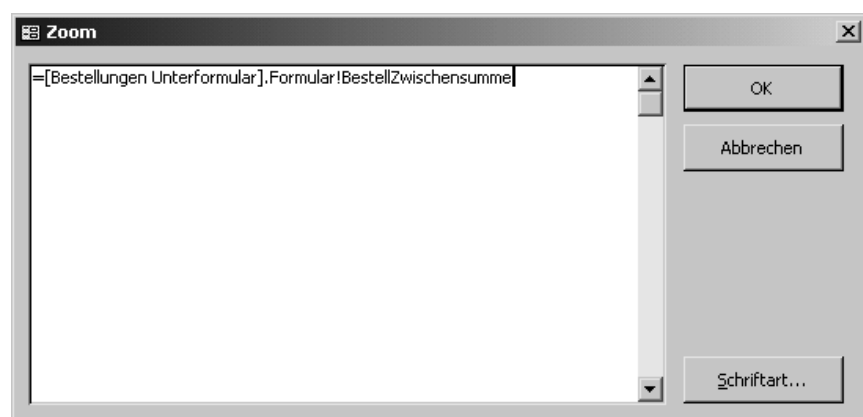 Zoom
=[Bestellungen Unterformular].Formular!BestellZwischensumme
OK
Abbrechen
Schriftart...